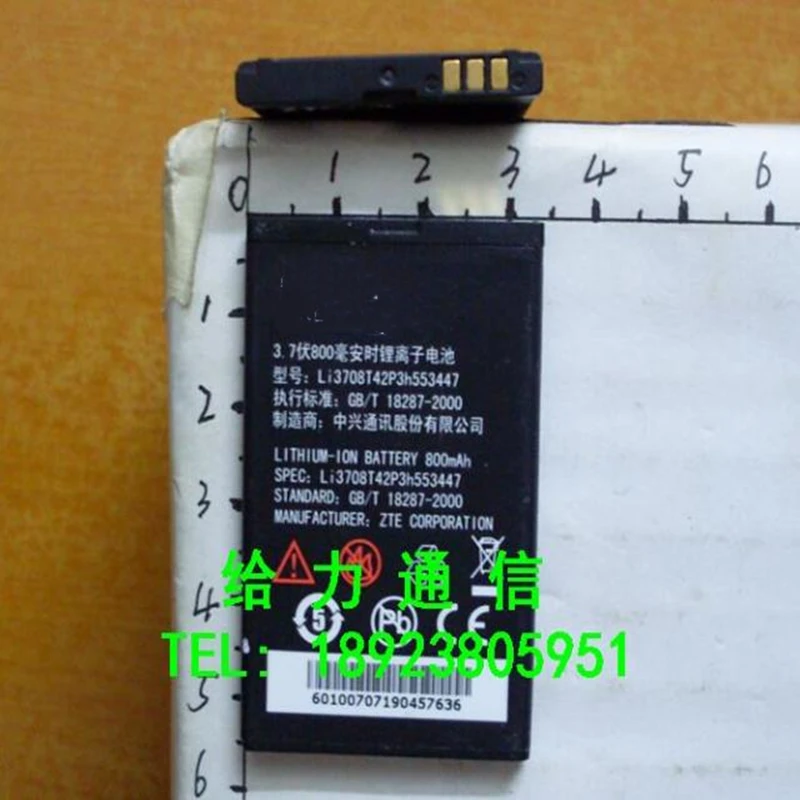 0 1 2 3 4 5 6
1
2
3
4
5
6
3.7伏800毫安时锂离子电池
型号: Li3708T42P3h553447
执行标准: GB/T 18287-2000
制造商: 中兴通讯股份有限公司
LITHIUM-ION BATTERY 800mAh
SPEC: Li3708T42P3h553447
STANDARD: GB/T 18287-2000
MANUFACTURER: ZTE CORPORATION
给力通信
5 Pb CE
TEL: 18923805951
60100707190457636